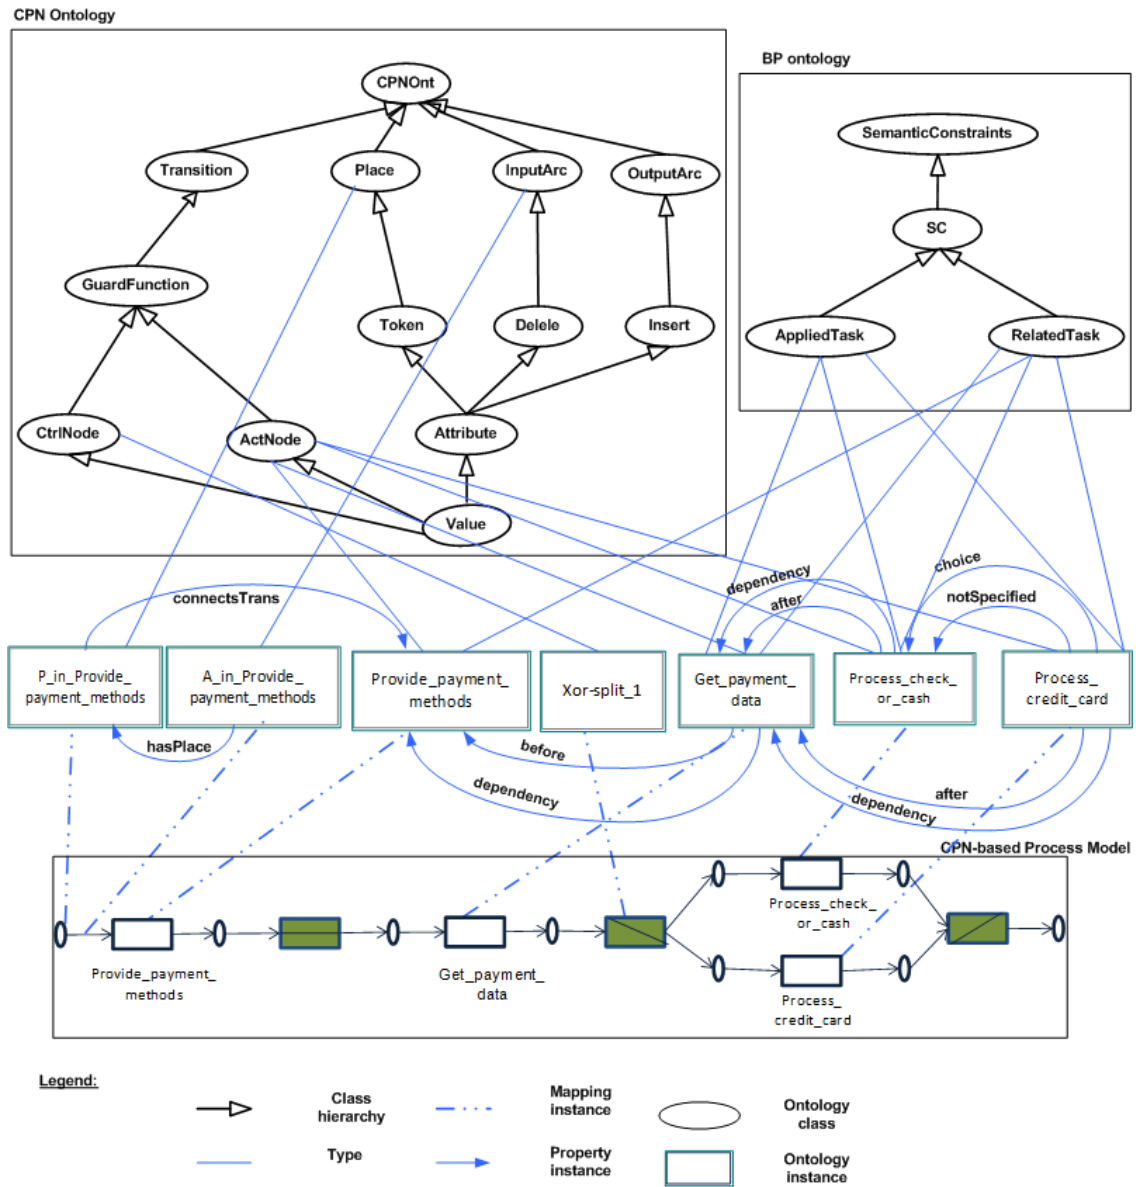 CPN Ontology
BP ontology
CPNOnt
SemanticConstraints
Transition
Place
InputArc
OutputArc
SC
GuardFunction
Token
Delele
Insert
AppliedTask
RelatedTask
CtrlNode
ActNode
Attribute
Value
dependency
choice
connectsTrans
after
notSpecified
P_in_Provide_
payment_methods
A_in_Provide_
payment_methods
Provide_payment_
methods
Xor-split_1
Get_payment_
data
Process_check_
or_cash
Process_
credit_card
hasPlace
before
dependency
after
dependency
CPN-based Process Model
Process_check_
or_cash
Provide_payment_
methods
Get_payment_
data
Process_
credit_card
Legend:
Class
hierarchy
Mapping
instance
Ontology
class
Type
Property
instance
Ontology
instance